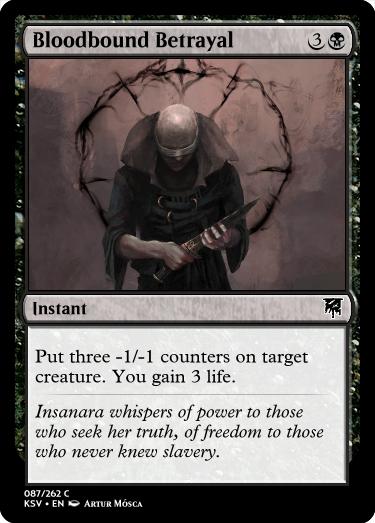 Bloodbound Betrayal 3
Instant
Put three -1/-1 counters on target
creature. You gain 3 life.
Insanara whispers of power to those
who seek her truth, of freedom to those
who never knew slavery.
087/262 C
KSV • EN Artur Mósca